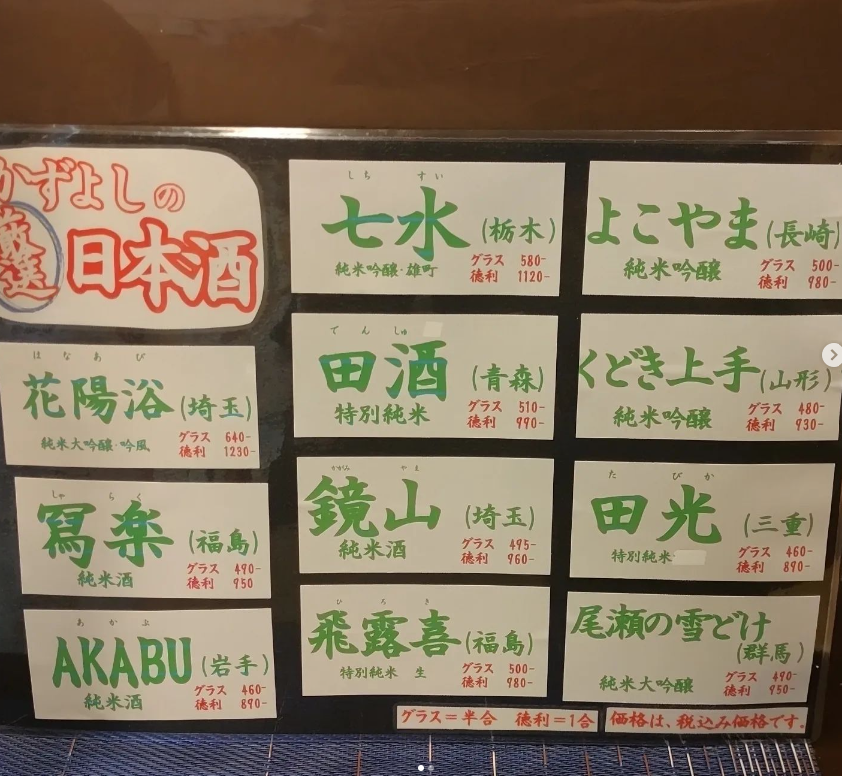 かずよしの
厳選
日本酒
はなあび
花陽浴(埼玉)
純米大吟醸・吟風
グラス 640-
徳利 1230-
しゃらく
冩楽(福島)
純米酒
グラス 490-
徳利 950
あかぶ
AKABU(岩手)
純米酒
グラス 460-
徳利 890-
しちすい
七水(栃木)
純米吟醸・雄町
グラス 580-
徳利 1120-
でんしゅ
田酒(青森)
特別純米
グラス 510-
徳利 990-
かがみやま
鏡山(埼玉)
純米酒
グラス 495-
徳利 960-
ひろき
飛露喜(福島)
特別純米 生
グラス 500-
徳利 980-
よこやま(長崎)
純米吟醸
グラス 500-
徳利 980-
くどき上手(山形)
純米吟醸
グラス 480-
徳利 930-
たびか
田光(三重)
特別純米
グラス 460-
徳利 890-
尾瀬の雪どけ
(群馬)
純米大吟醸
グラス 490-
徳利 950-
グラス=半合 徳利=1合
価格は、税込み価格です。